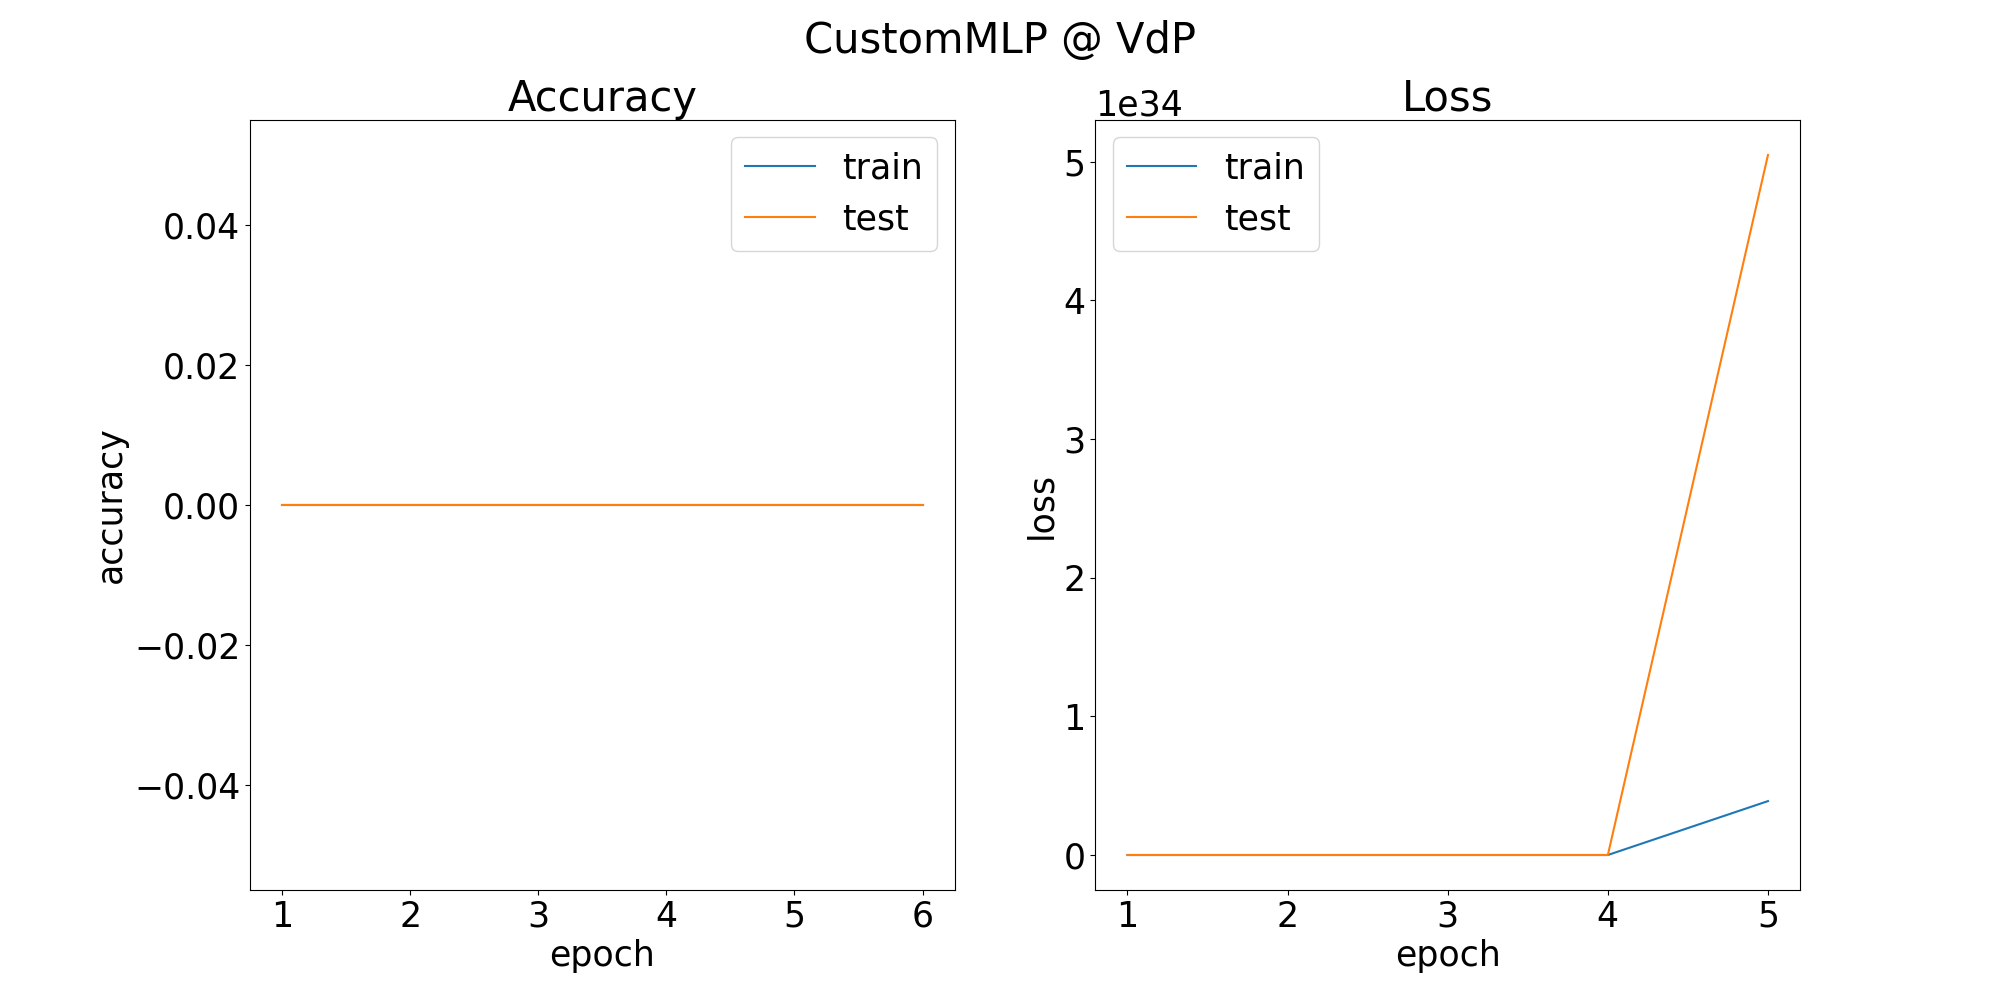 CustomMLP @ VdP
Accuracy
train
test
0.04
0.02
0.00
−0.02
−0.04
accuracy
1 2 3 4 5 6
epoch
Loss
1e34
train
test
5
4
3
2
1
0
loss
1 2 3 4 5
epoch